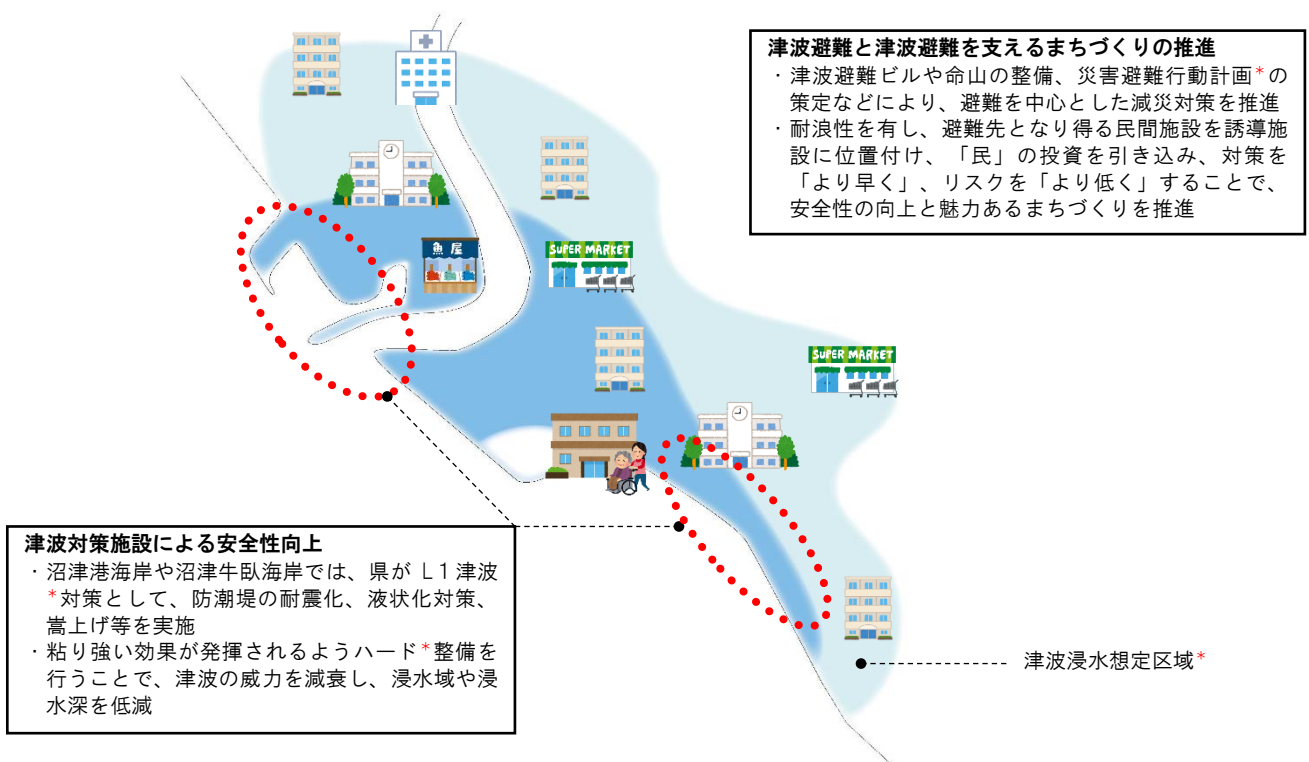 津波避難と津波避難を支えるまちづくりの推進
・津波避難ビルや命山の整備、災害避難行動計画*の
策定などにより、避難を中心とした減災対策を推進
・耐浪性を有し、避難先となり得る民間施設を誘導施
設に位置付け、「民」の投資を引き込み、対策を
「より早く」、リスクを「より低く」することで、
安全性の向上と魅力あるまちづくりを推進
魚屋
SUPER MARKET
SUPER MARKET
津波対策施設による安全性向上
・沼津港海岸や沼津牛臥海岸では、県が L1津波
*対策として、防潮堤の耐震化、液状化対策、
嵩上げ等を実施
・粘り強い効果が発揮されるようハード*整備を
行うことで、津波の威力を減衰し、浸水域や浸
水深を低減
津波浸水想定区域*